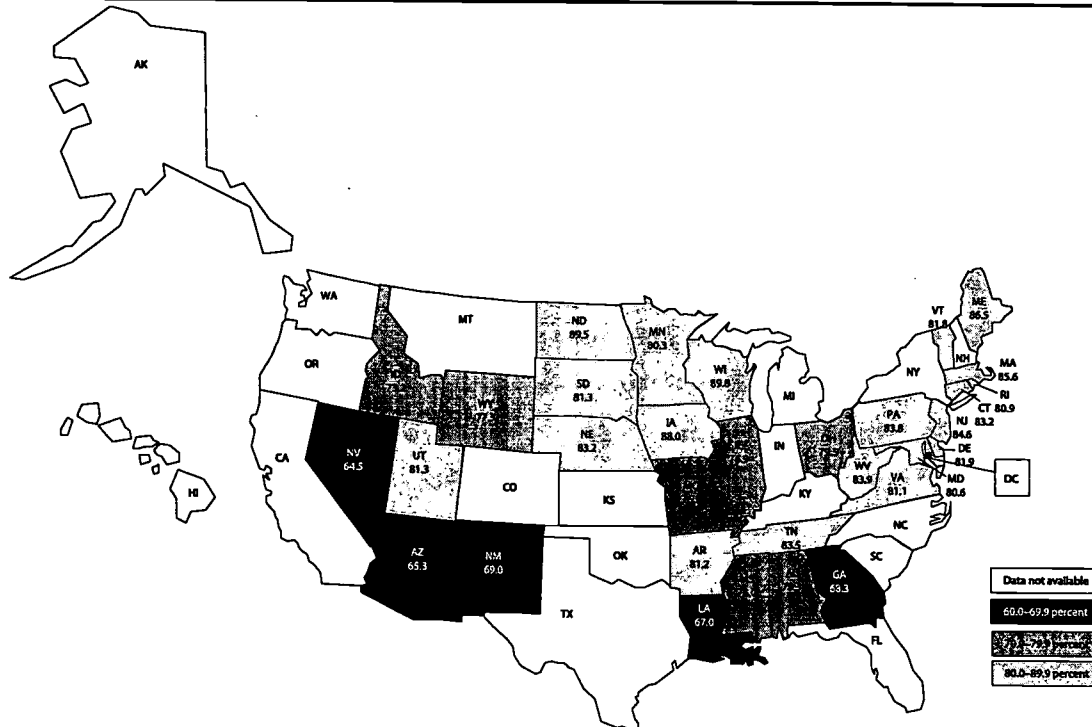 AK
WA
MT
ND
89.5
MN
80.3
VT
81.8
ME
86.5
OR
SD
81.3
WI
89.8
MI
NY
NH
MA
85.6
RI
80.9
CT
83.2
WY
NE
83.2
IA
88.0
PA
83.8
NJ
84.6
DE
81.9
MD
80.6
DC
NV
64.5
UT
81.3
CA
CO
KS
IN
KY
WV
83.9
VA
81.1
NC
HI
AZ
65.3
NM
69.0
OK
AR
81.2
TN
83.5
SC
TX
LA
67.0
GA
FL
Data not available
60.0–69.9 percent
80.0–89.9 percent